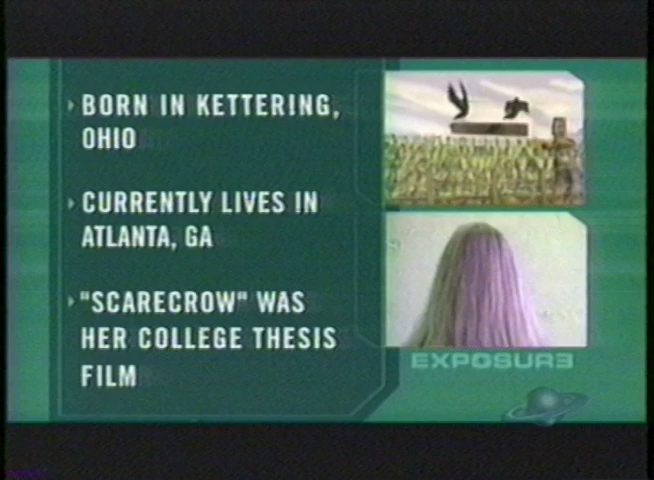 BORN IN KETTERING,
OHIO
CURRENTLY LIVES IN
ATLANTA, GA
"SCARECROW" WAS
HER COLLEGE THESIS
FILM
EXPOSURE